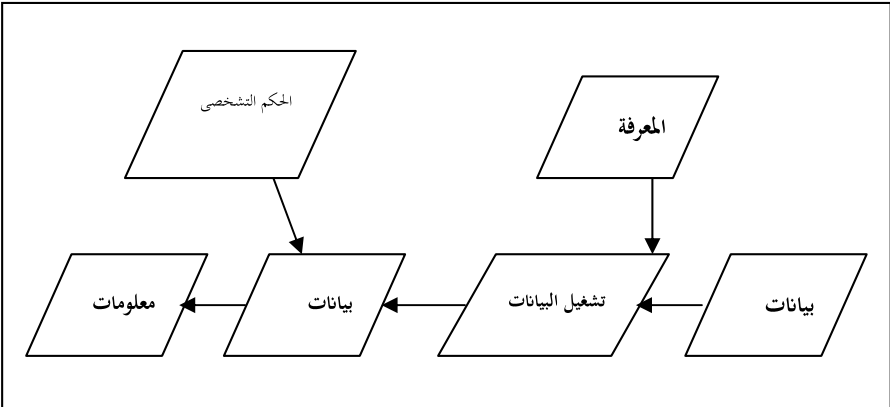 الحكم التشخصى
المعرفة
بيانات
تشغيل البيانات
بيانات
معلومات